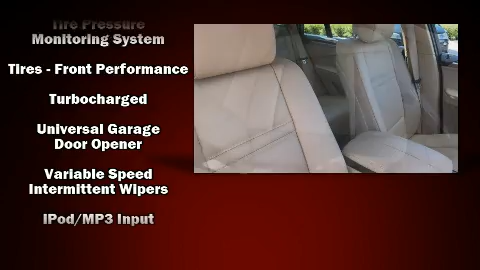 Tire Pressure
Monitoring System
Tires - Front Performance
Turbocharged
Universal Garage
Door Opener
Variable Speed
Intermittent Wipers
iPod/MP3 Input